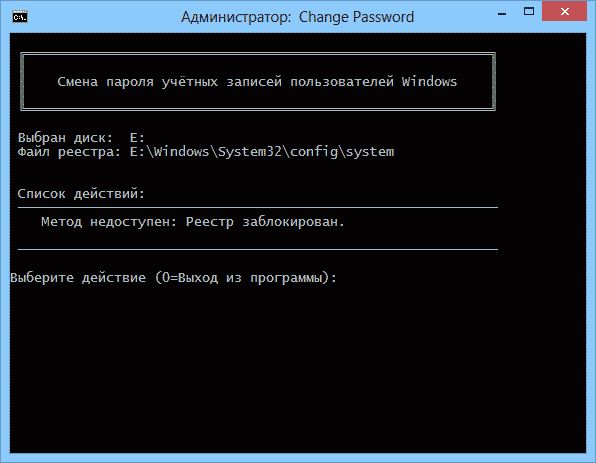 Администратор: Change Password
Смена пароля учётных записей пользователей Windows
Выбран диск: E:
Файл реестра: E:\Windows\System32\config\system
Список действий:
Метод недоступен: Реестр заблокирован.
Выберите действие (0=Выход из программы):